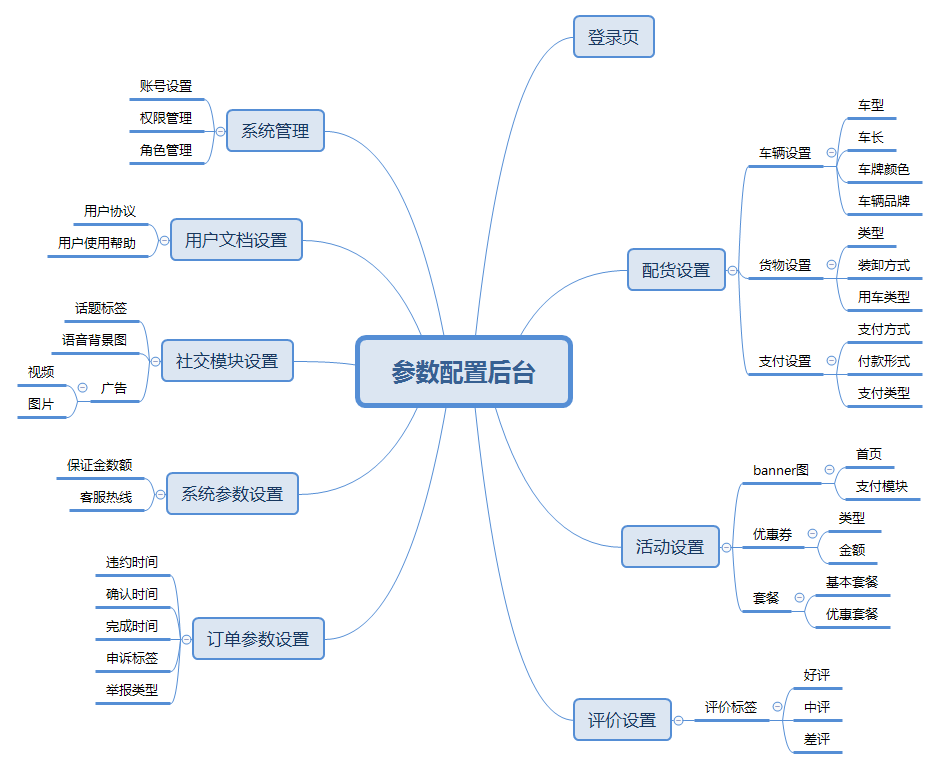 参数配置后台
登录页
配货设置
车辆设置
车型
车长
车牌颜色
车辆品牌
货物设置
类型
装卸方式
用车类型
支付设置
支付方式
付款形式
支付类型
活动设置
banner图
首页
支付模块
优惠券
类型
金额
套餐
基本套餐
优惠套餐
评价设置
评价标签
好评
中评
差评
系统管理
账号设置
权限管理
角色管理
用户文档设置
用户协议
用户使用帮助
社交模块设置
话题标签
语音背景图
广告
视频
图片
系统参数设置
保证金数额
客服热线
订单参数设置
违约时间
确认时间
完成时间
申诉标签
举报类型